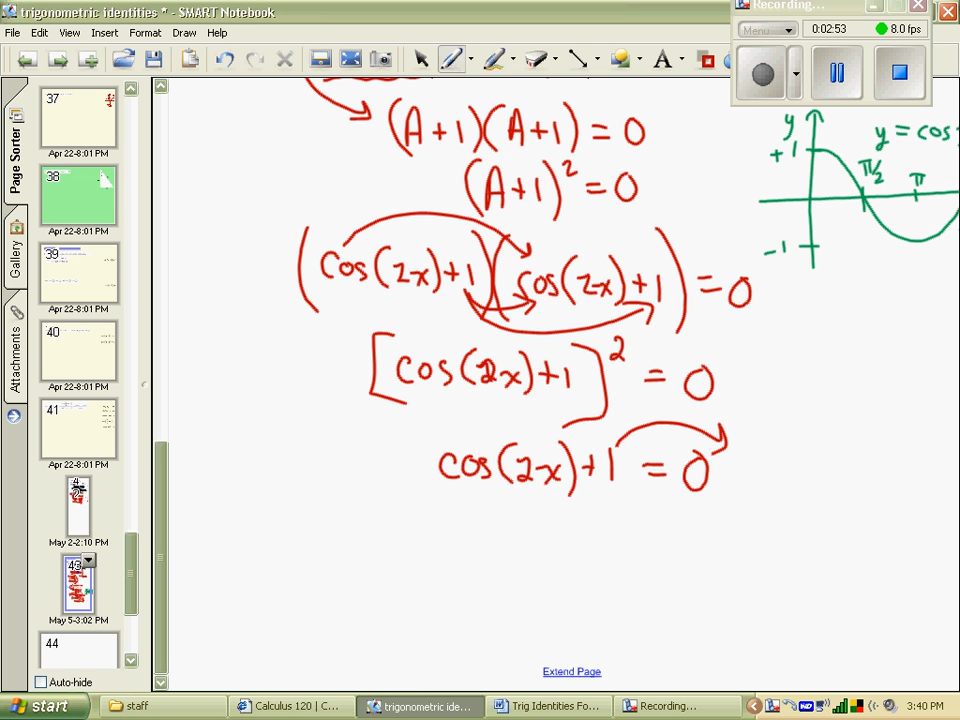 trigonometric identities * - SMART Notebook
Recording...
File Edit View Insert Format Draw Help
Menu 0:02:53 8.0 fps
Page Sorter
Gallery
Attachments
37
Apr 22-8:01 PM
38
Apr 22-8:01 PM
39
Apr 22-8:01 PM
40
Apr 22-8:01 PM
41
Apr 22-8:01 PM
May 2-2:10 PM
43
May 5-3:02 PM
44
Auto-hide
(A+1)(A+1) = 0
(A+1)² = 0
(cos(2x)+1)(cos(2x)+1) = 0
[cos(2x)+1]² = 0
cos(2x)+1 = 0
y
y = cos
+1
π/2
π
-1
Extend Page
start staff Calculus 120 | C... trigonometric ide... Trig Identities Fo... Recording... 3:40 PM